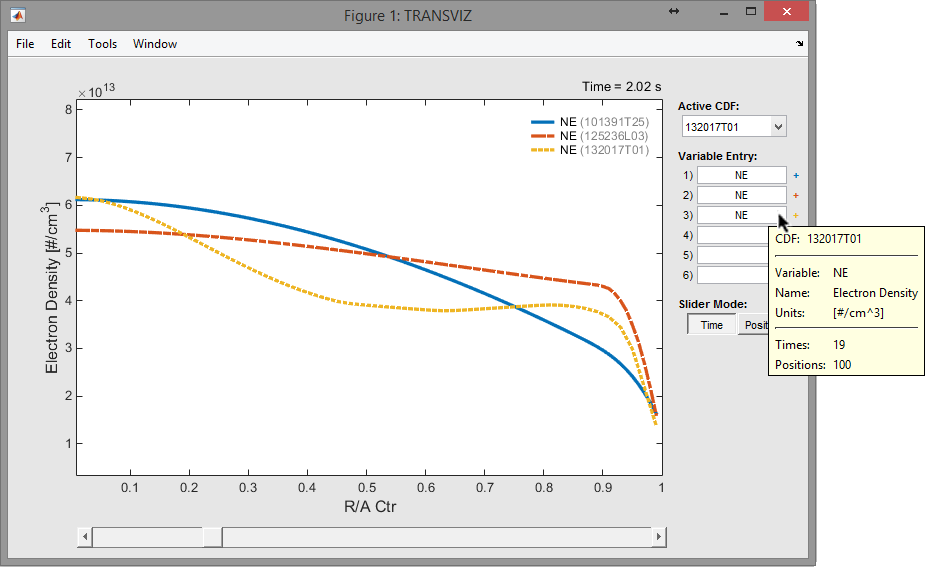 Figure 1: TRANSVIZ
File Edit Tools Window
×10^13
Time = 2.02 s
8
7
6
5
4
3
2
1
Electron Density [#/cm^3]
NE (101391T25)
NE (125236L03)
NE (132017T01)
0.1 0.2 0.3 0.4 0.5 0.6 0.7 0.8 0.9 1
R/A Ctr
Active CDF:
132017T01
Variable Entry:
1) NE +
2) NE +
3) NE +
4)
5)
6)
Slider Mode:
Time Posit
CDF: 132017T01
Variable: NE
Name: Electron Density
Units: [#/cm^3]
Times: 19
Positions: 100